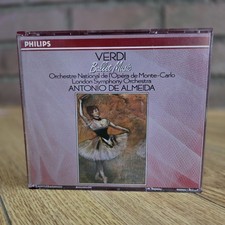 PHILIPS
VERDI
Ballet Music
Orchestre National de l'Opéra de Monte-Carlo
London Symphony Orchestra
ANTONIO DE ALMEIDA